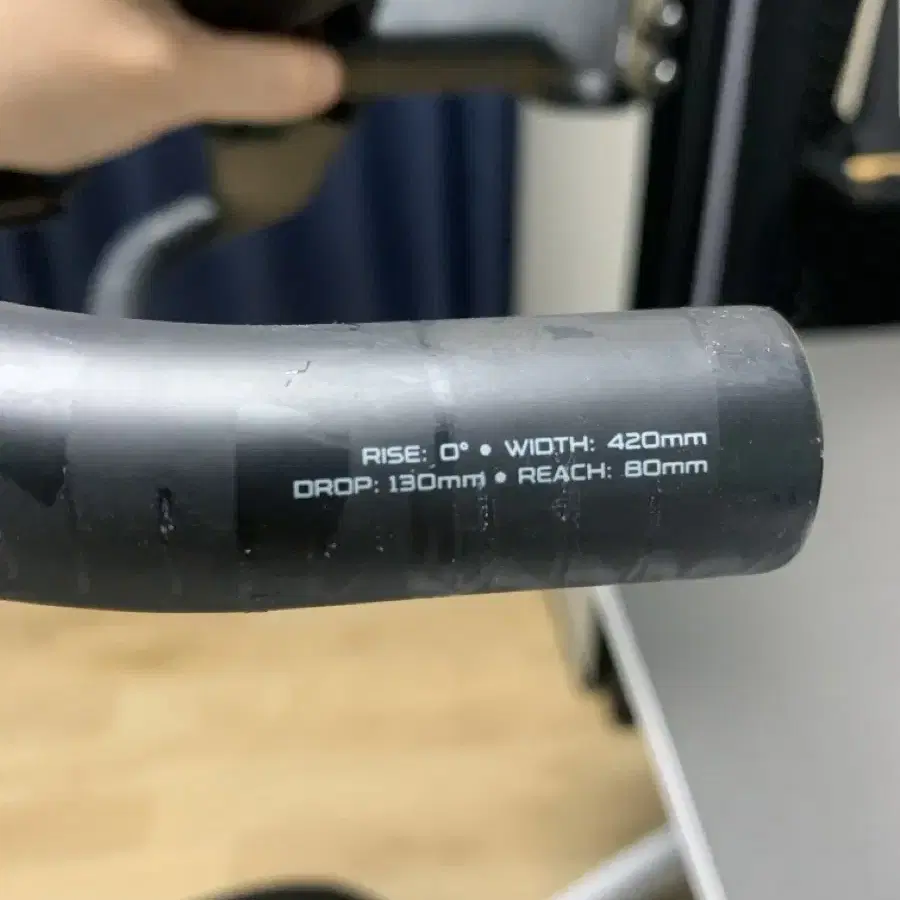 RISE: 0° • WIDTH: 420mm
DROP: 130mm • REACH: 80mm